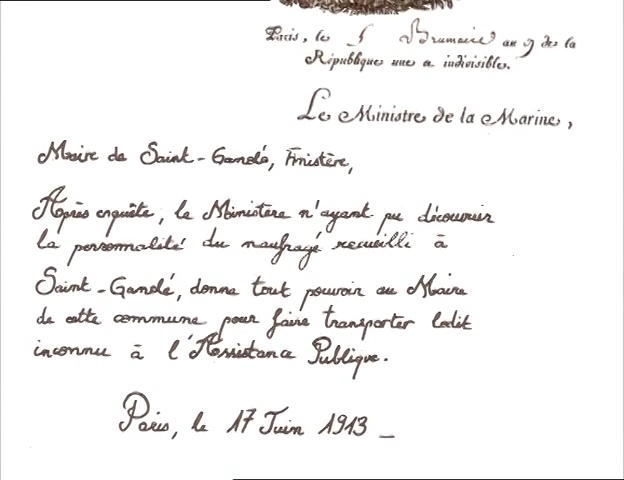 Paris, le 5 Brumaire an 9 de la
République une & indivisible.
Le Ministre de la Marine,
Maire de Saint-Gandé, Finistère,
Après enquête, le Ministère n'ayant pu découvrir
la personnalité du naufragé recueilli à
Saint-Gandé, donne tout pouvoir au Maire
de cette commune pour faire transporter ledit
inconnu à l'Assistance Publique.
Paris, le 17 Juin 1913 _